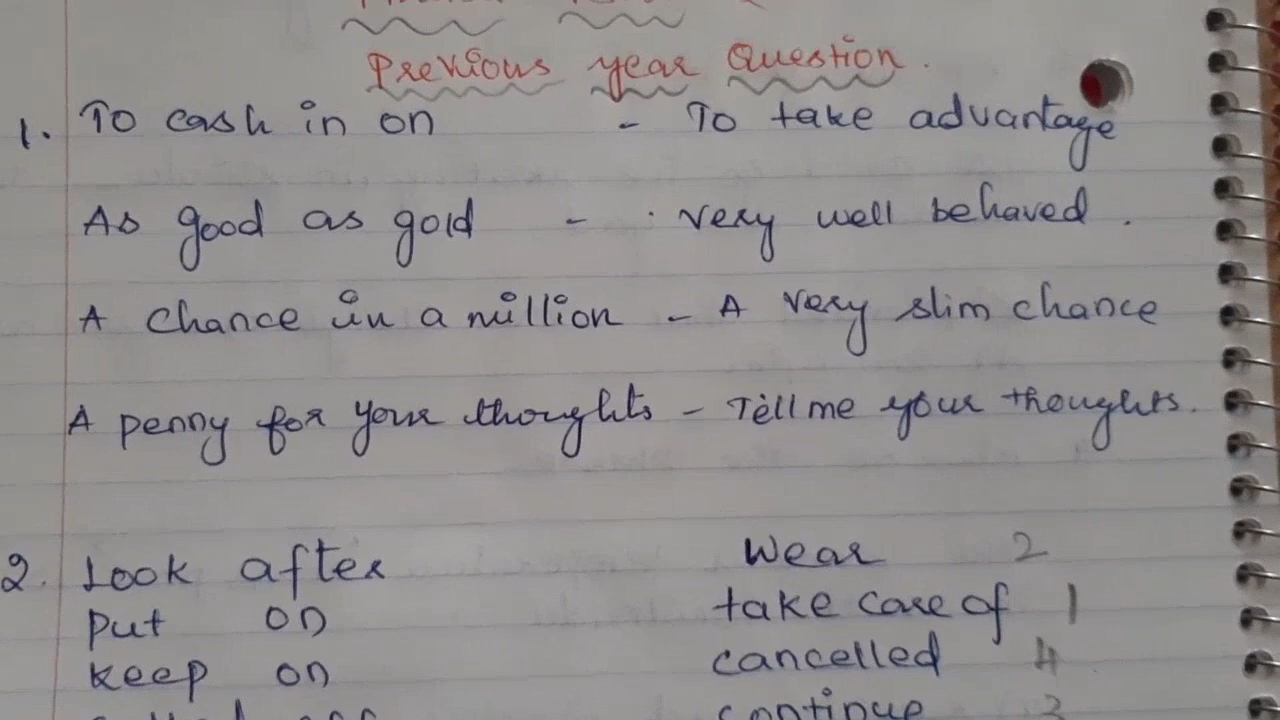 Previous year Question.
1. To cash in on - To take advantage
As good as gold - very well behaved.
A chance in a million - A very slim chance
A penny for your thoughts - Tell me your thoughts.
2. Look after wear 2
put on take care of 1
keep on cancelled 4
continue 3